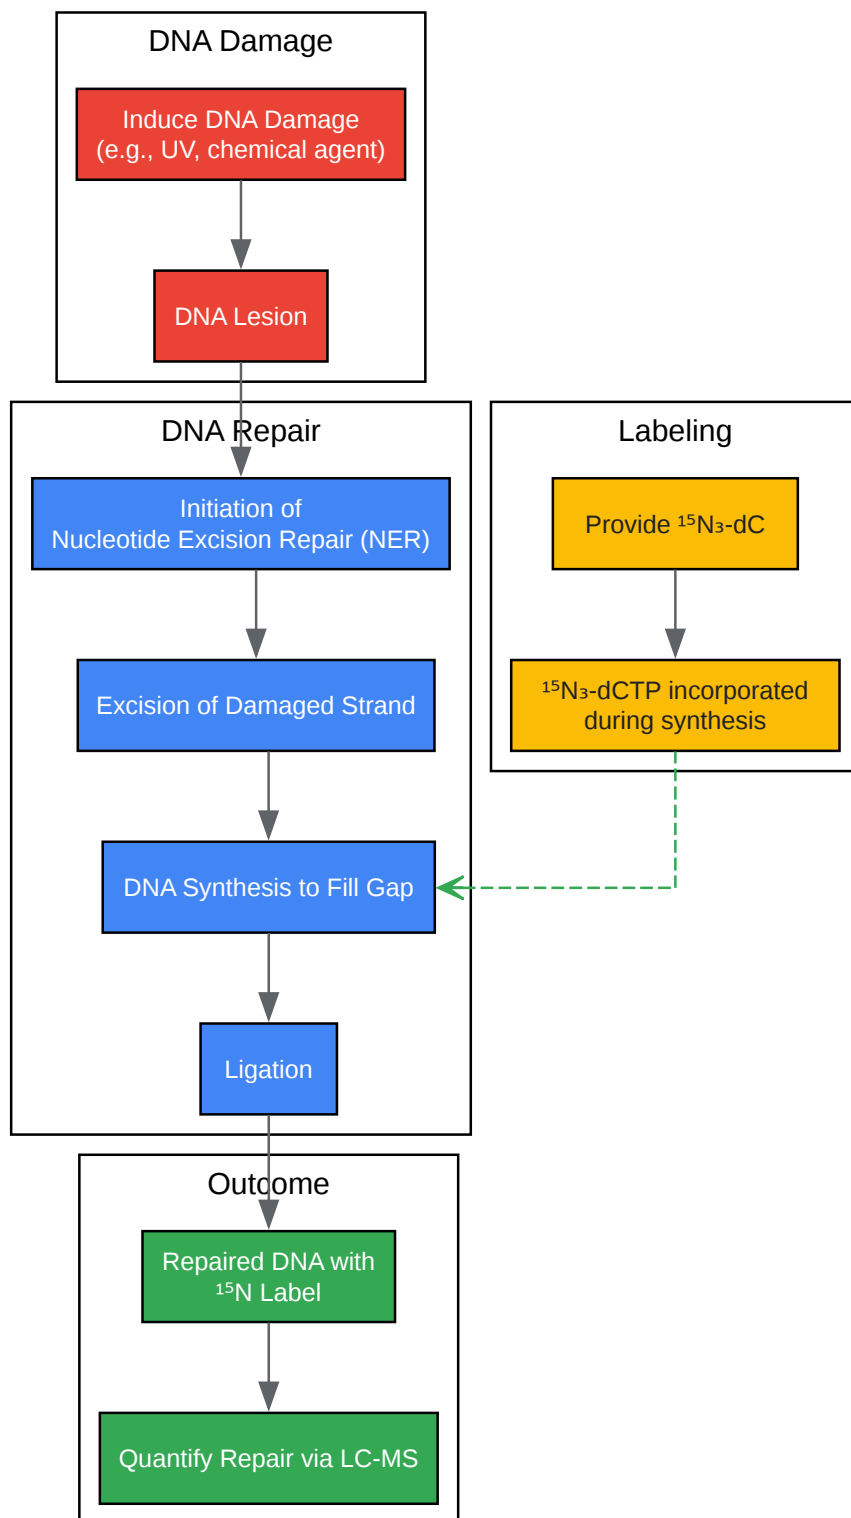 DNA Damage
Induce DNA Damage
(e.g., UV, chemical agent)
DNA Lesion
DNA Repair
Initiation of
Nucleotide Excision Repair (NER)
Excision of Damaged Strand
DNA Synthesis to Fill Gap
Ligation
Labeling
Provide ¹⁵N₃-dC
¹⁵N₃-dCTP incorporated
during synthesis
Outcome
Repaired DNA with
¹⁵N Label
Quantify Repair via LC-MS